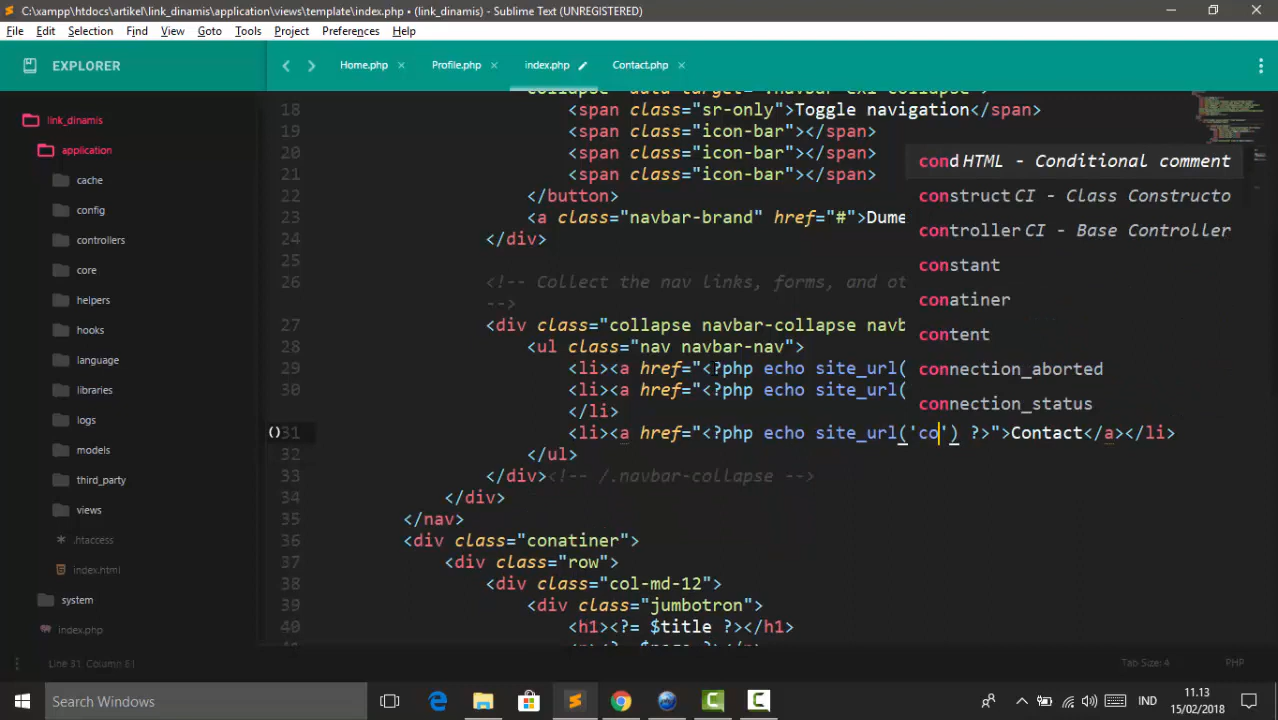 C:\xampp\htdocs\artikel\link_dinamis\application\views\template\index.php • (link_dinamis) - Sublime Text (UNREGISTERED)
File Edit Selection Find View Goto Tools Project Preferences Help
EXPLORER
Home.php × Profile.php × index.php Contact.php ×
link_dinamis
application
cache
config
controllers
core
helpers
hooks
language
libraries
logs
models
third_party
views
.htaccess
index.html
system
index.php
18 <span class="sr-only">Toggle navigation</span>
19 <span class="icon-bar"></span>
20 <span class="icon-bar"></span>
21 <span class="icon-bar"></span>
22 </button>
23 <a class="navbar-brand" href="#">Dume
24 </div>
26 <!-- Collect the nav links, forms, and ot
-->
27 <div class="collapse navbar-collapse navb
28 <ul class="nav navbar-nav">
29 <li><a href="<?php echo site_url(
30 <li><a href="<?php echo site_url(
</li>
()31 <li><a href="<?php echo site_url('co') ?>">Contact</a></li>
32 </ul>
33 </div><!-- /.navbar-collapse -->
34 </div>
35 </nav>
36 <div class="conatiner">
37 <div class="row">
38 <div class="col-md-12">
39 <div class="jumbotron">
40 <h1><?= $title ?></h1>
cond HTML - Conditional comment
construct CI - Class Constructo
controller CI - Base Controller
constant
conatiner
content
connection_aborted
connection_status
Line 31, Column 61
Tab Size: 4 PHP
Search Windows
IND
11.13
15/02/2018